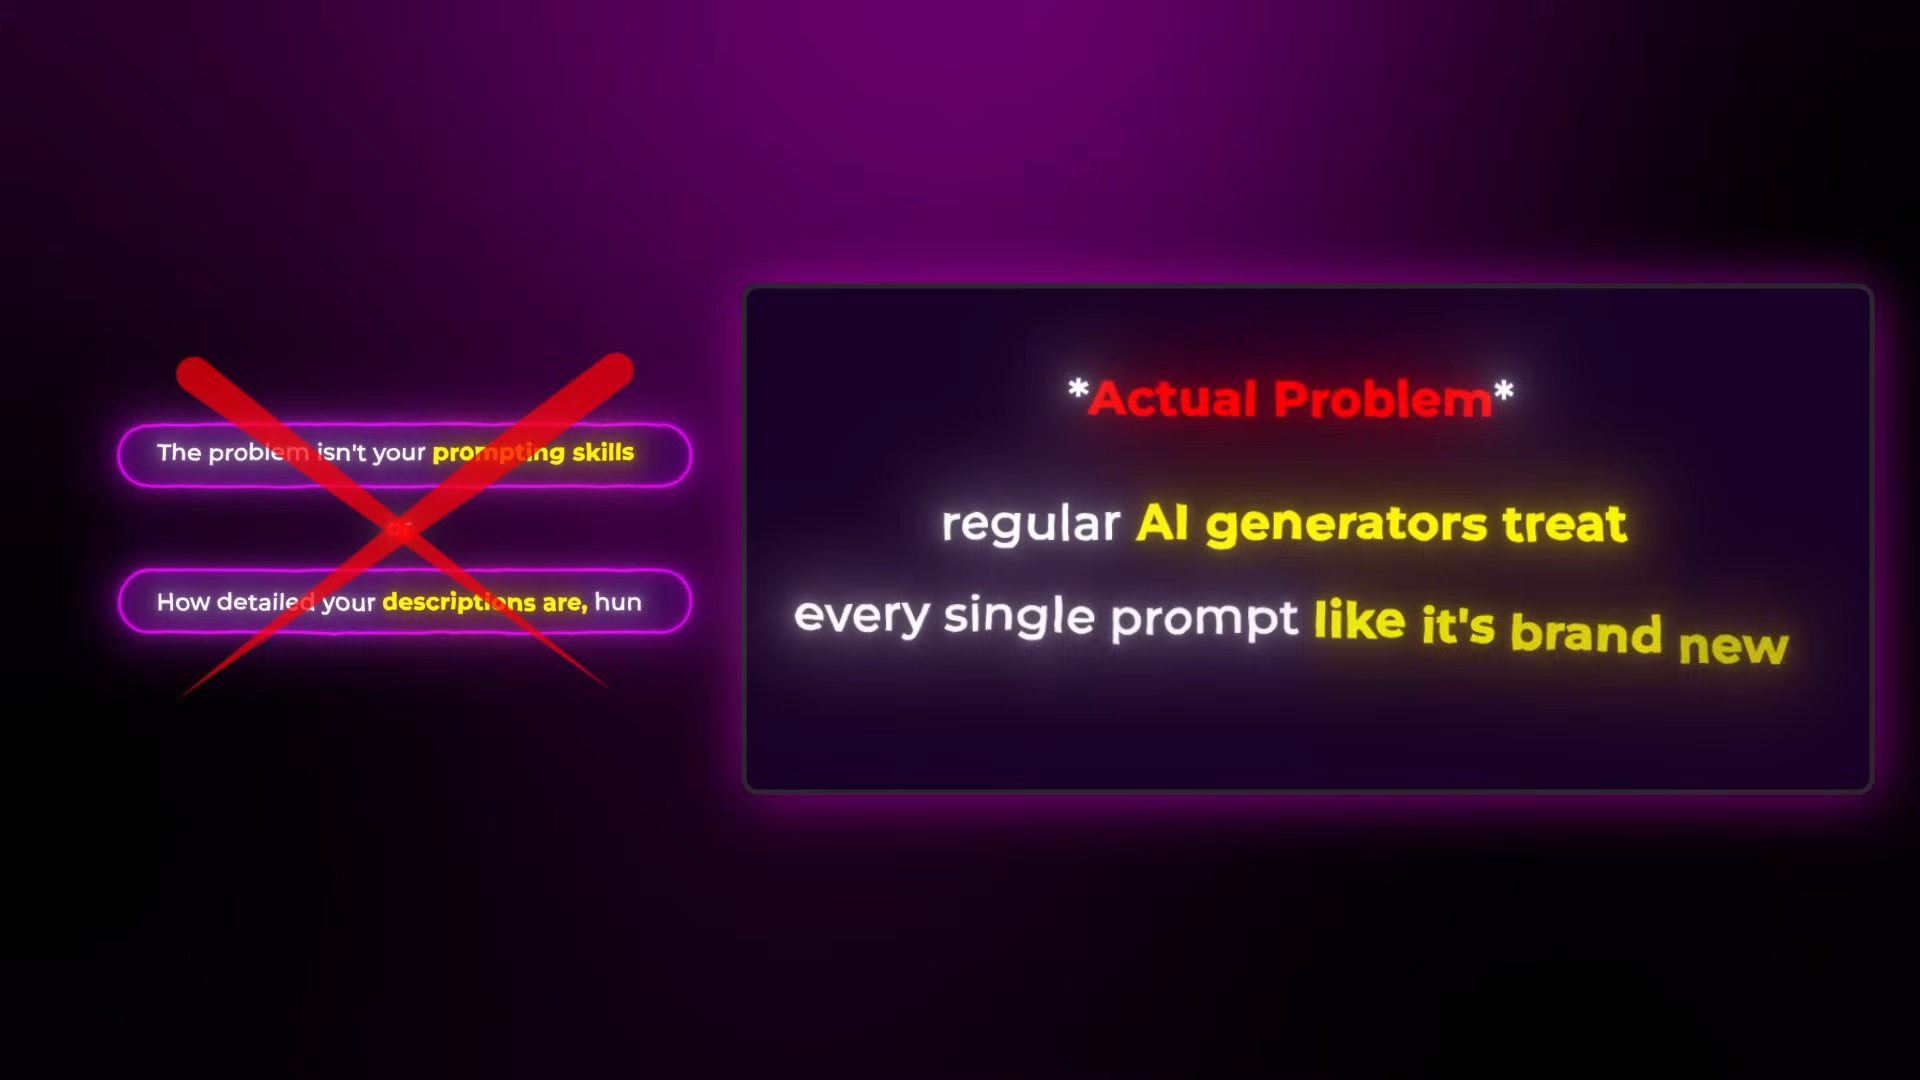 The problem isn't your prompting skills
or
How detailed your descriptions are, hun
*Actual Problem*
regular AI generators treat
every single prompt like it's brand new